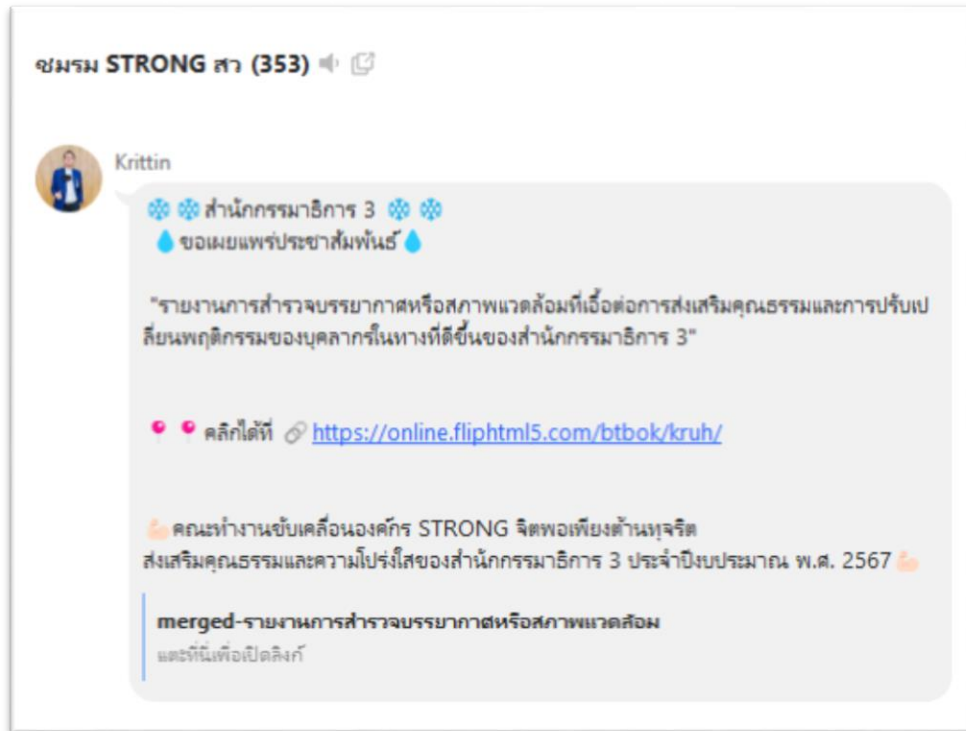 ชมรม STRONG สว (353)
Krittin
❄️ ❄️ สำนักกรรมาธิการ 3 ❄️ ❄️
💧 ขอเผยแพร่ประชาสัมพันธ์ 💧
"รายงานการสำรวจบรรยากาศหรือสภาพแวดล้อมที่เอื้อต่อการส่งเสริมคุณธรรมและการปรับเป
ลี่ยนพฤติกรรมของบุคลากรในทางที่ดีขึ้นของสำนักกรรมาธิการ 3"
📍 📍 คลิกได้ที่ 🔗 https://online.fliphtml5.com/btbok/kruh/
💪🏻คณะทำงานขับเคลื่อนองค์กร STRONG จิตพอเพียงต้านทุจริต
ส่งเสริมคุณธรรมและความโปร่งใสของสำนักกรรมาธิการ 3 ประจำปีงบประมาณ พ.ศ. 2567💪🏻
merged-รายงานการสำรวจบรรยากาศหรือสภาพแวดล้อม
แตะที่นี่เพื่อเปิดลิงก์